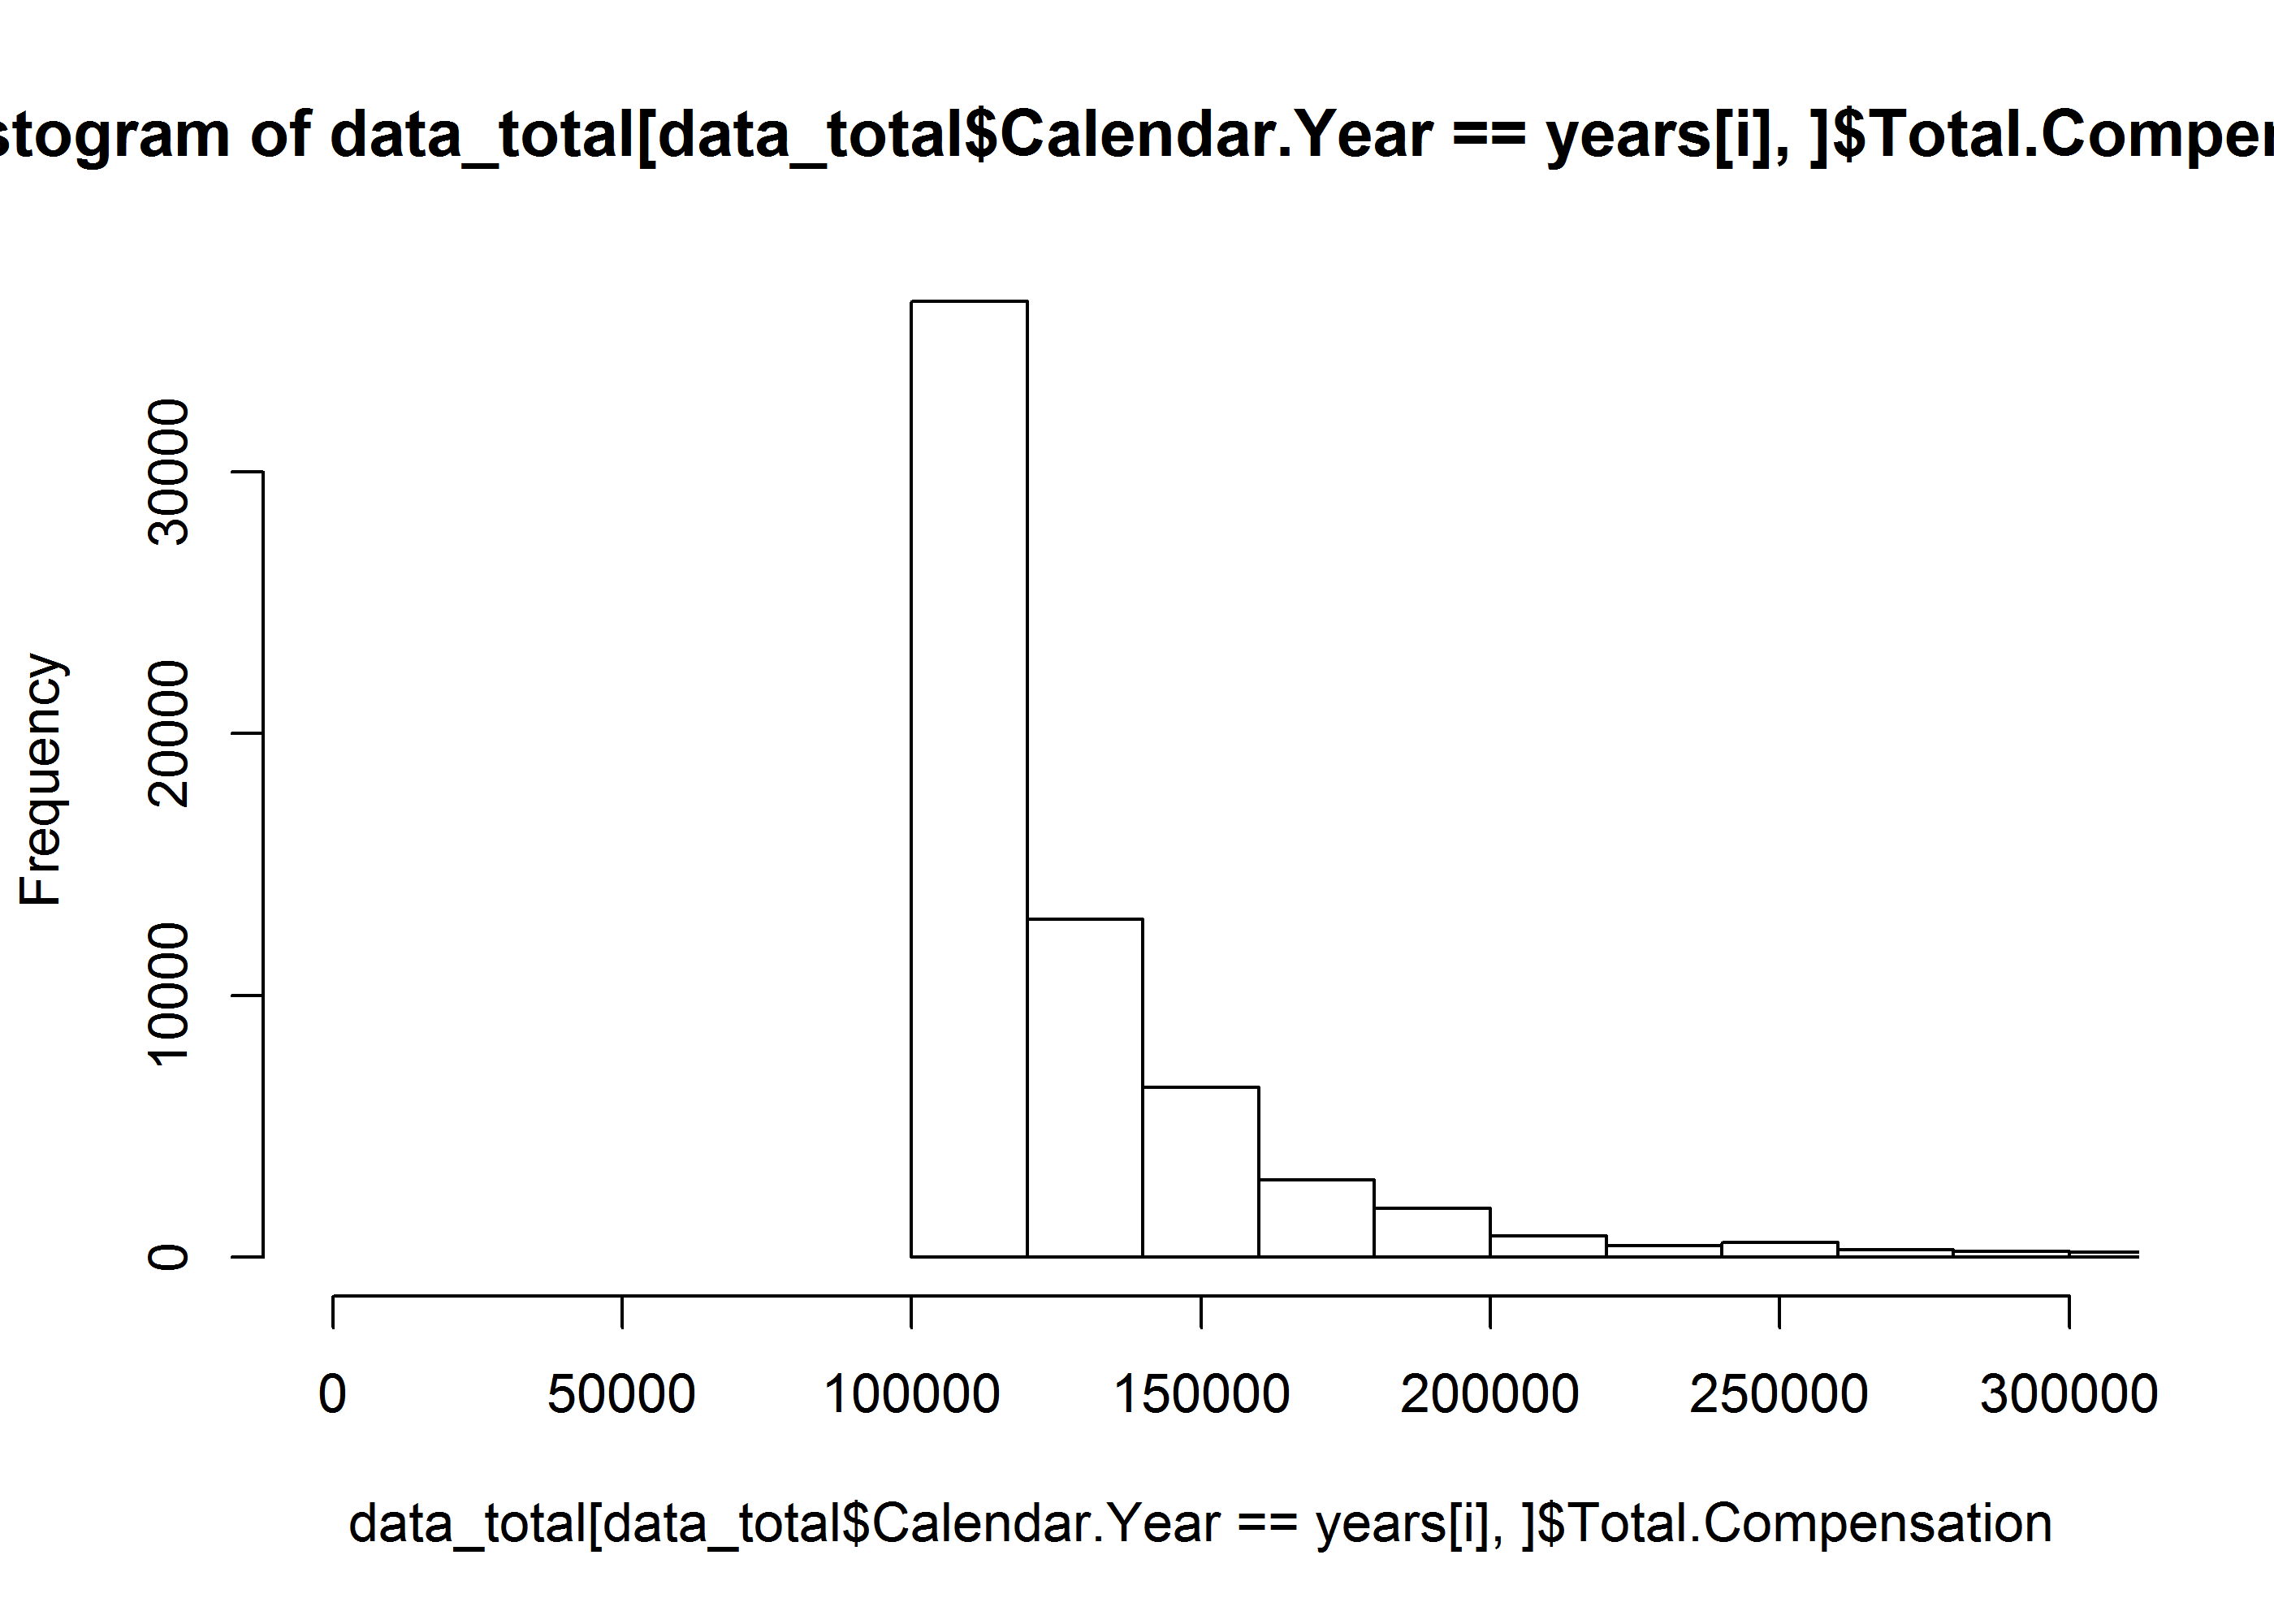 stogram of data_total[data_total$Calendar.Year == years[i], ]$Total.Compen
Frequency
30000
20000
10000
0
0 50000 100000 150000 200000 250000 300000
data_total[data_total$Calendar.Year == years[i], ]$Total.Compensation